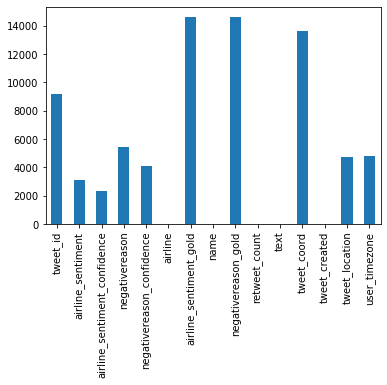 14000
12000
10000
8000
6000
4000
2000
0
tweet_id
airline_sentiment
airline_sentiment_confidence
negativereason
negativereason_confidence
airline
airline_sentiment_gold
name
negativereason_gold
retweet_count
text
tweet_coord
tweet_created
tweet_location
user_timezone